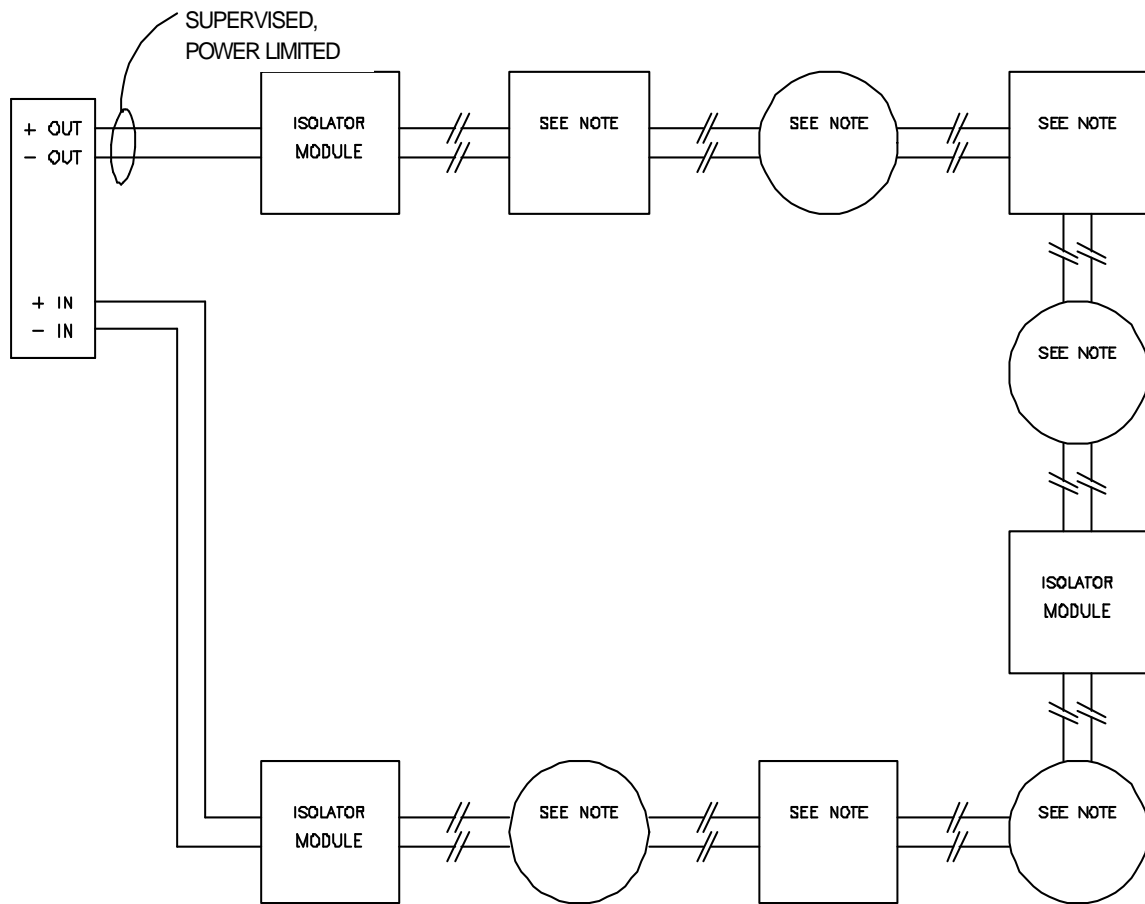 SUPERVISED,
POWER LIMITED
+ OUT
- OUT
+ IN
- IN
ISOLATOR
MODULE
SEE NOTE
SEE NOTE
SEE NOTE
SEE NOTE
ISOLATOR
MODULE
ISOLATOR
MODULE
SEE NOTE
SEE NOTE
SEE NOTE